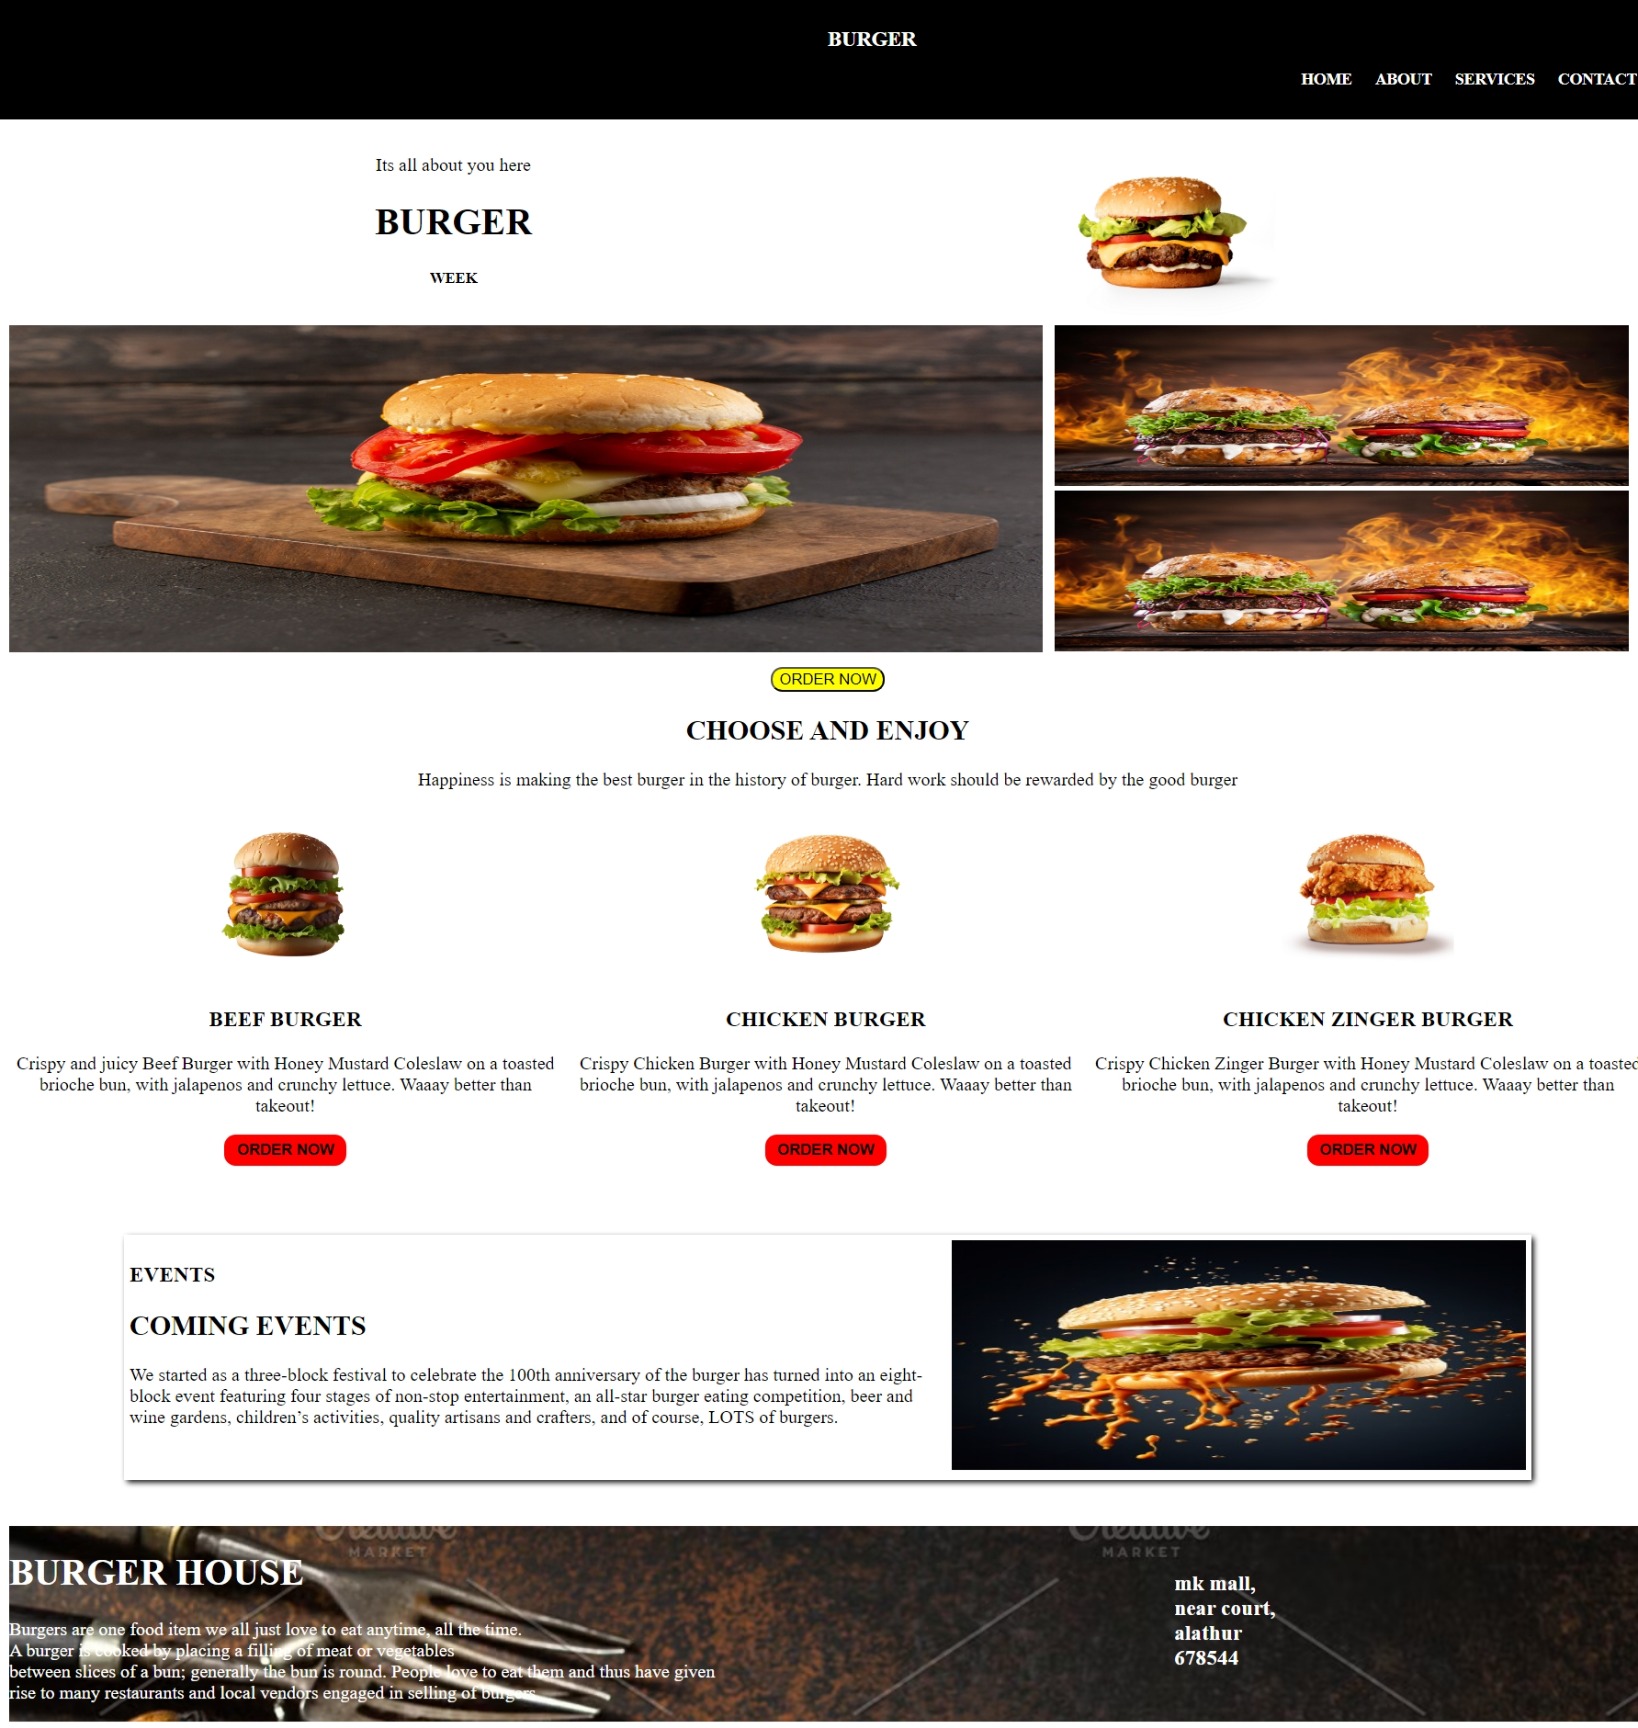 BURGER
HOME ABOUT SERVICES CONTACT
Its all about you here
BURGER
WEEK
ORDER NOW
CHOOSE AND ENJOY
Happiness is making the best burger in the history of burger. Hard work should be rewarded by the good burger
BEEF BURGER
Crispy and juicy Beef Burger with Honey Mustard Coleslaw on a toasted
brioche bun, with jalapenos and crunchy lettuce. Waaay better than
takeout!
ORDER NOW
CHICKEN BURGER
Crispy Chicken Burger with Honey Mustard Coleslaw on a toasted
brioche bun, with jalapenos and crunchy lettuce. Waaay better than
takeout!
ORDER NOW
CHICKEN ZINGER BURGER
Crispy Chicken Zinger Burger with Honey Mustard Coleslaw on a toasted
brioche bun, with jalapenos and crunchy lettuce. Waaay better than
takeout!
ORDER NOW
EVENTS
COMING EVENTS
We started as a three-block festival to celebrate the 100th anniversary of the burger has turned into an eight-
block event featuring four stages of non-stop entertainment, an all-star burger eating competition, beer and
wine gardens, children’s activities, quality artisans and crafters, and of course, LOTS of burgers.
Creative
MARKET
Creative
MARKET
BURGER HOUSE
Burgers are one food item we all just love to eat anytime, all the time.
A burger is cooked by placing a filling of meat or vegetables
between slices of a bun; generally the bun is round. People love to eat them and thus have given
rise to many restaurants and local vendors engaged in selling of burgers
mk mall,
near court,
alathur
678544